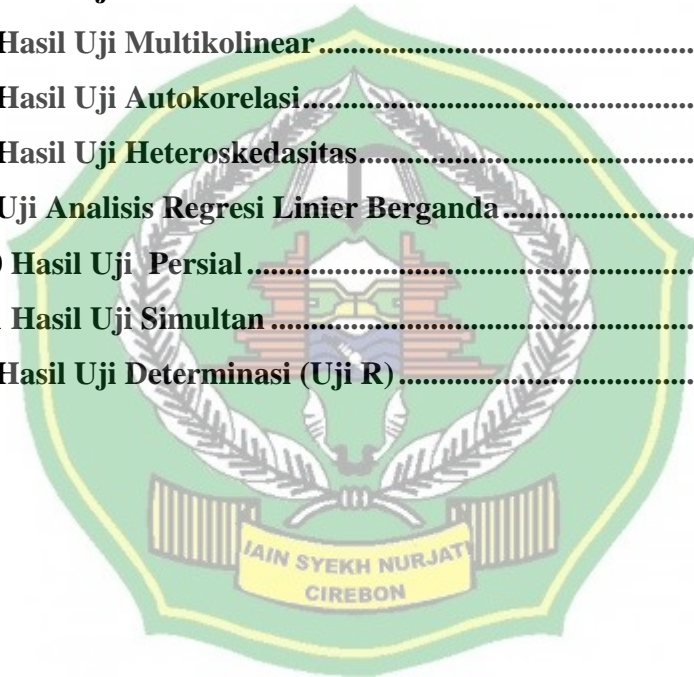 Hasil Uji Multikolinear ................................................................
Hasil Uji Autokorelasi ................................................................
Hasil Uji Heteroskedasitas ................................................................
Uji Analisis Regresi Linier Berganda ................................................
Hasil Uji Persial ................................................................
Hasil Uji Simultan ................................................................
Hasil Uji Determinasi (Uji R) ................................................
IAIN SYEKH NURJATI
CIREBON